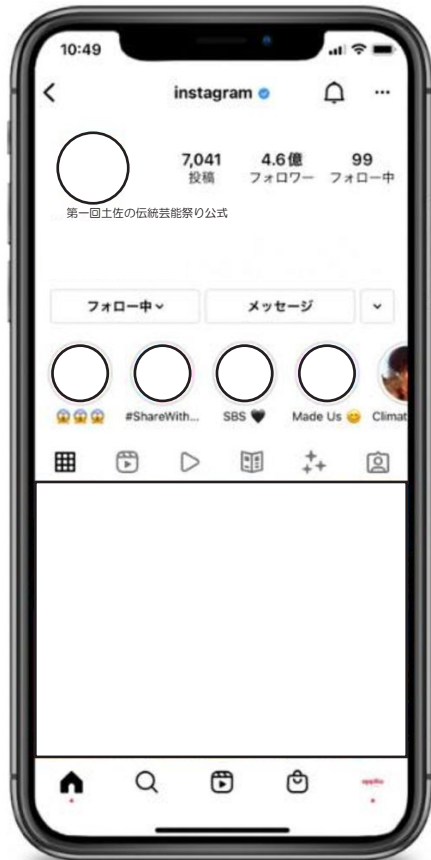 10:49
instagram
7,041 4.6億 99
投稿 フォロワー フォロー中
第一回土佐の伝統芸能祭り公式
フォロー中 メッセージ
😱😱😱 #ShareWith... SBS 🖤 Made Us 😊 Climat